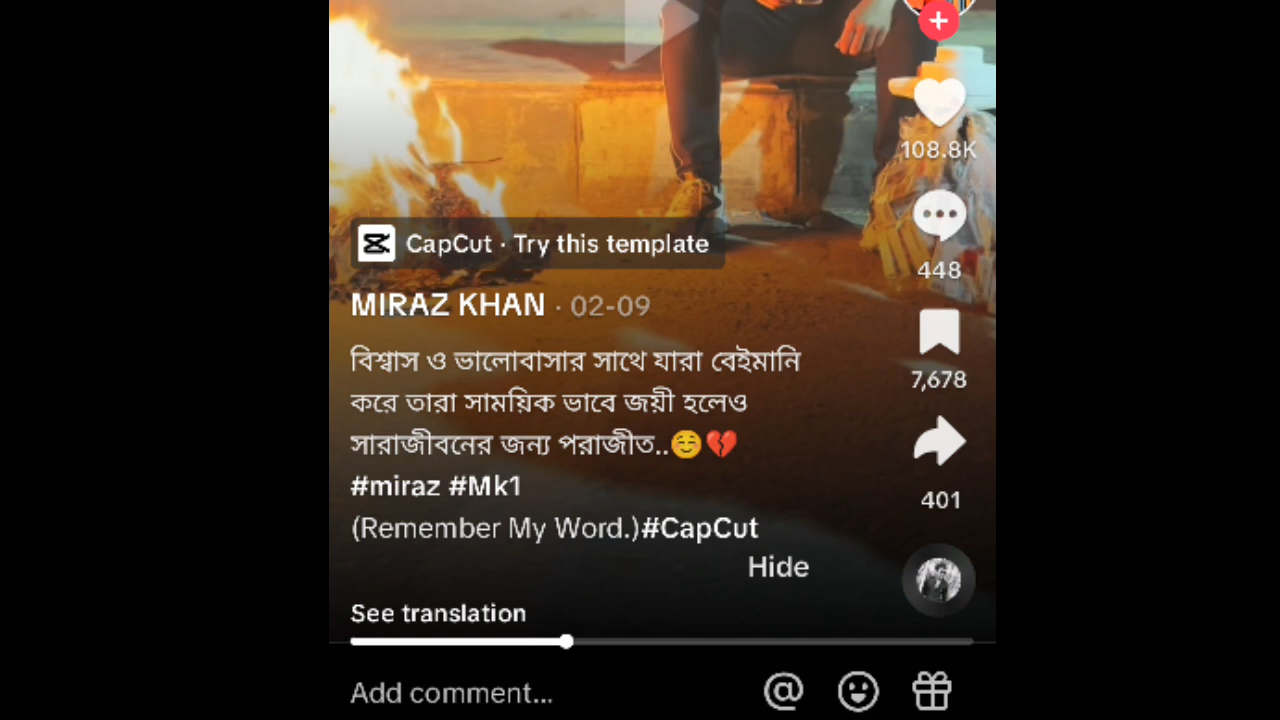 108.8K
448
CapCut · Try this template
MIRAZ KHAN · 02-09
7,678
বিশ্বাস ও ভালোবাসার সাথে যারা বেইমানি
করে তারা সাময়িক ভাবে জয়ী হলেও
সারাজীবনের জন্য পরাজীত..☺️💔
#miraz #Mk1
401
(Remember My Word.)#CapCut
Hide
See translation
Add comment...